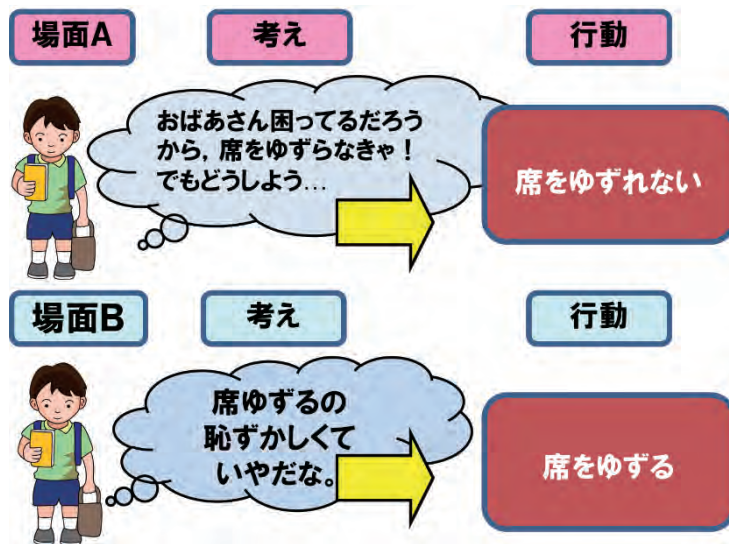 場面A
考え
行動
おばあさん困ってるだろう
から，席をゆずらなきゃ！
でもどうしよう…
席をゆずれない
場面B
考え
行動
席ゆずるの
恥ずかしくて
いやだな。
席をゆずる